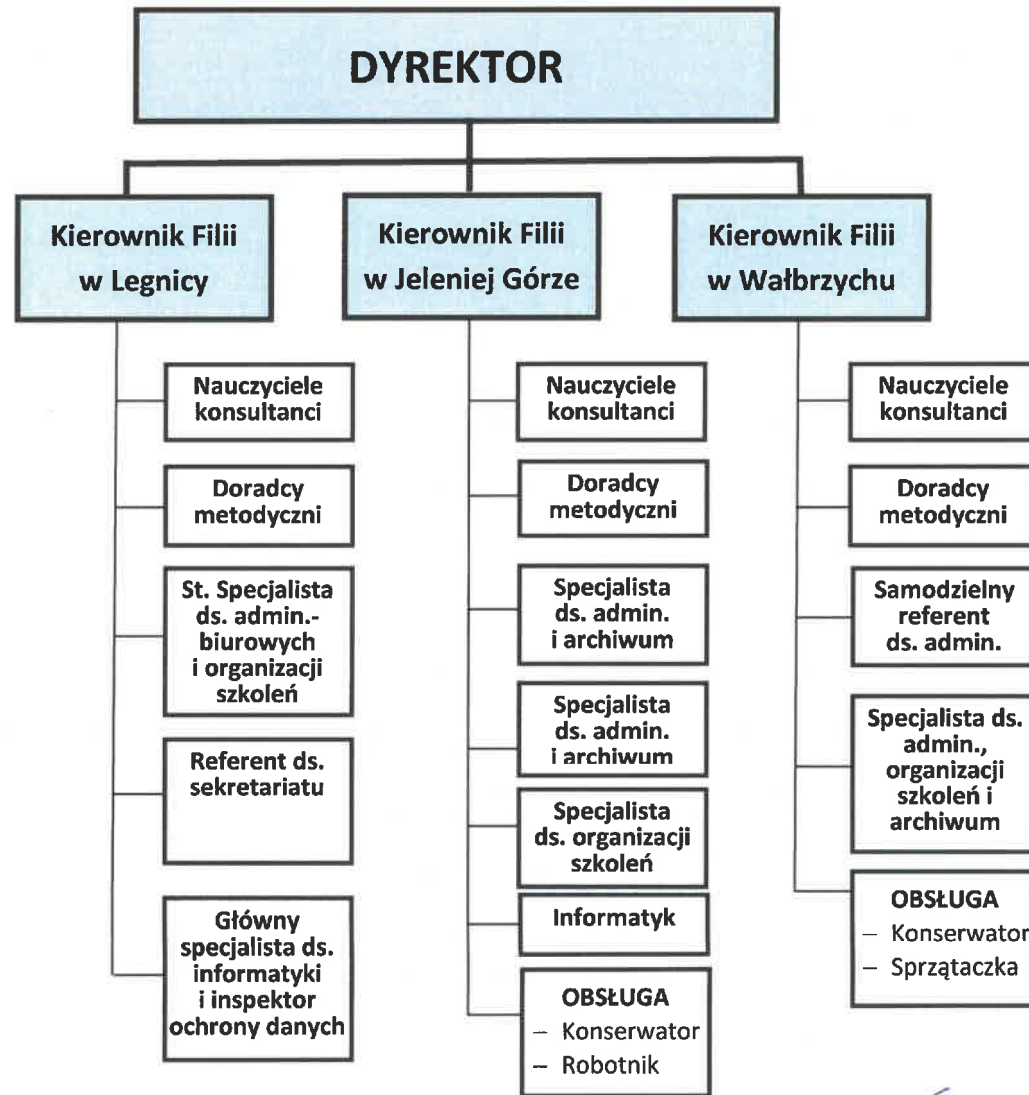 DYREKTOR
Kierownik Filii
w Legnicy
Nauczyciele
konsultanci
Doradcy
metodyczni
St. Specjalista
ds. admin.-
biurowych
i organizacji
szkoleń
Referent ds.
sekretariatu
Główny
specjalista ds.
informatyki
i inspektor
ochrony danych
Kierownik Filii
w Jeleniej Górze
Nauczyciele
konsultanci
Doradcy
metodyczni
Specjalista
ds. admin.
i archiwum
Specjalista
ds. admin.
i archiwum
Specjalista
ds. organizacji
szkoleń
Informatyk
OBSŁUGA
– Konserwator
– Robotnik
Kierownik Filii
w Wałbrzychu
Nauczyciele
konsultanci
Doradcy
metodyczni
Samodzielny
referent
ds. admin.
Specjalista ds.
admin.,
organizacji
szkoleń i
archiwum
OBSŁUGA
– Konserwator
– Sprzątaczka